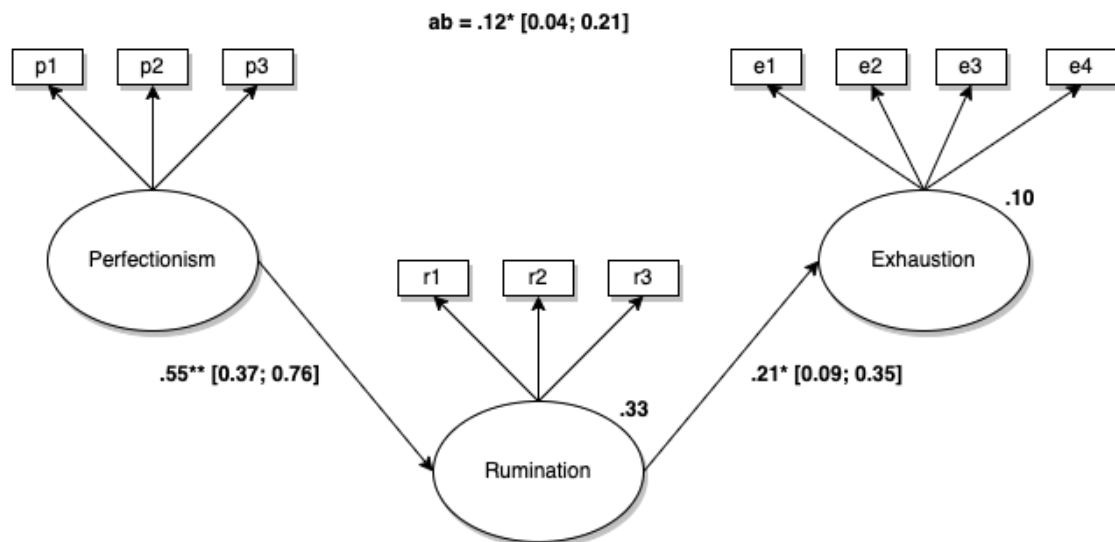 ab = .12* [0.04; 0.21]
p1 p2 p3
e1 e2 e3 e4
.10
Perfectionism
Exhaustion
r1 r2 r3
.55** [0.37; 0.76]
.21* [0.09; 0.35]
.33
Rumination